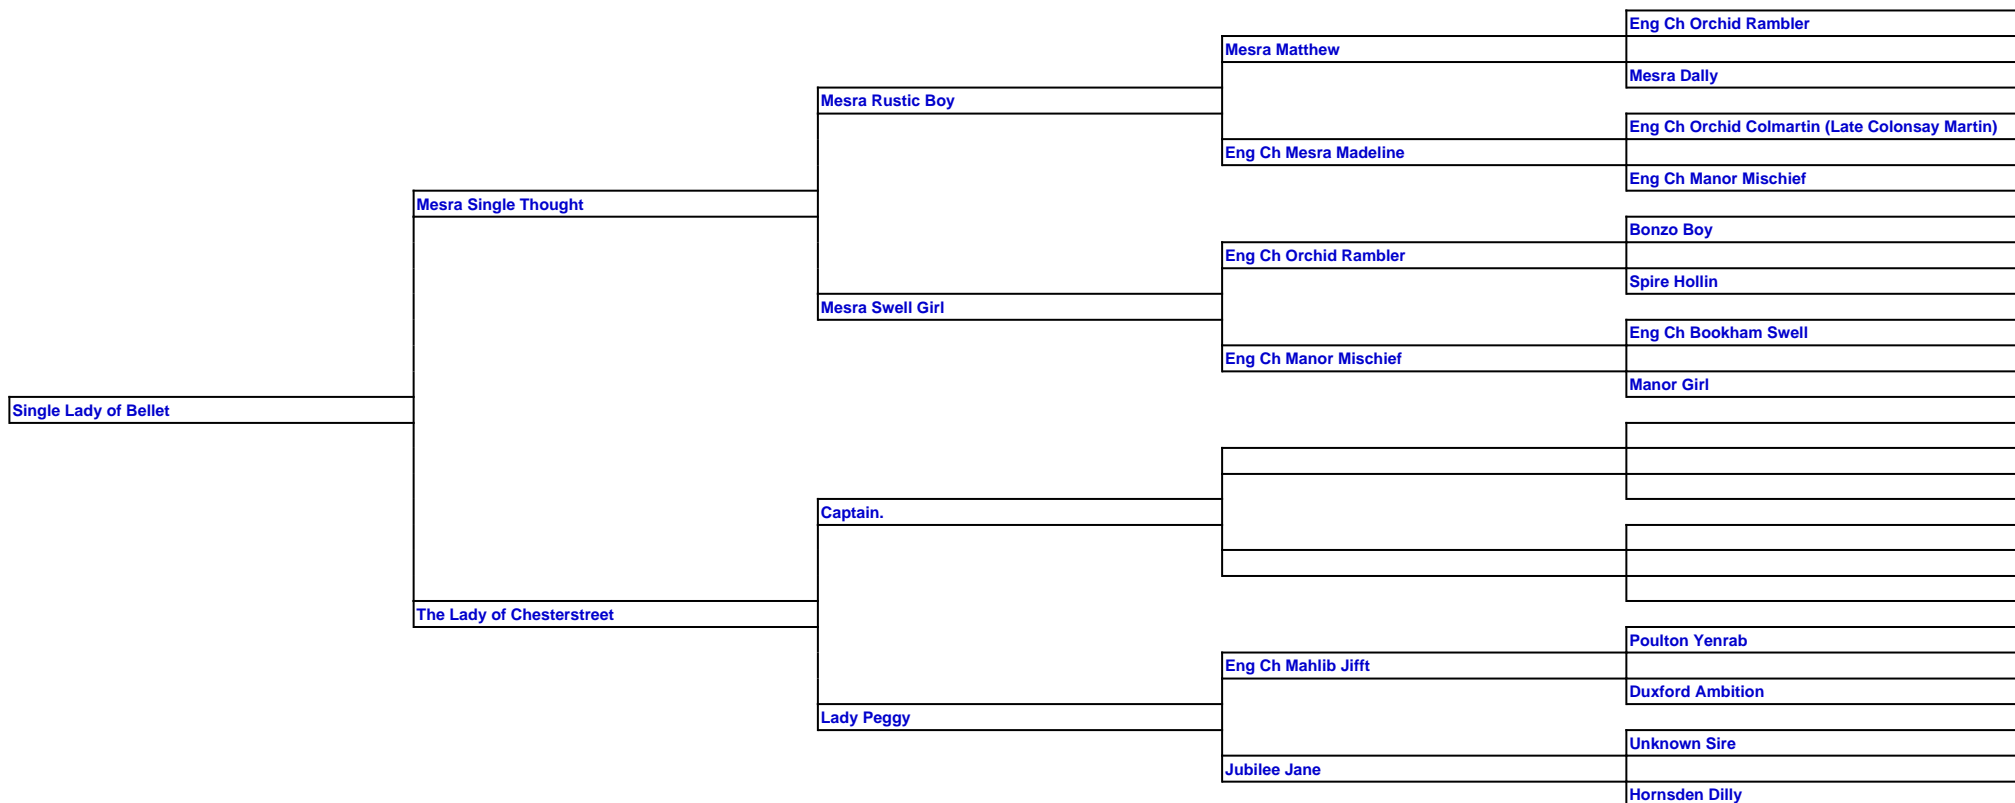 Eng Ch Orchid Rambler
Mesra Matthew
Mesra Dally
Mesra Rustic Boy
Eng Ch Orchid Colmartin (Late Colonsay Martin)
Eng Ch Mesra Madeline
Eng Ch Manor Mischief
Mesra Single Thought
Bonzo Boy
Eng Ch Orchid Rambler
Spire Hollin
Mesra Swell Girl
Eng Ch Bookham Swell
Eng Ch Manor Mischief
Manor Girl
Single Lady of Bellet
Captain.
The Lady of Chesterstreet
Poulton Yenrab
Eng Ch Mahlib Jifft
Duxford Ambition
Lady Peggy
Unknown Sire
Jubilee Jane
Hornsden Dilly